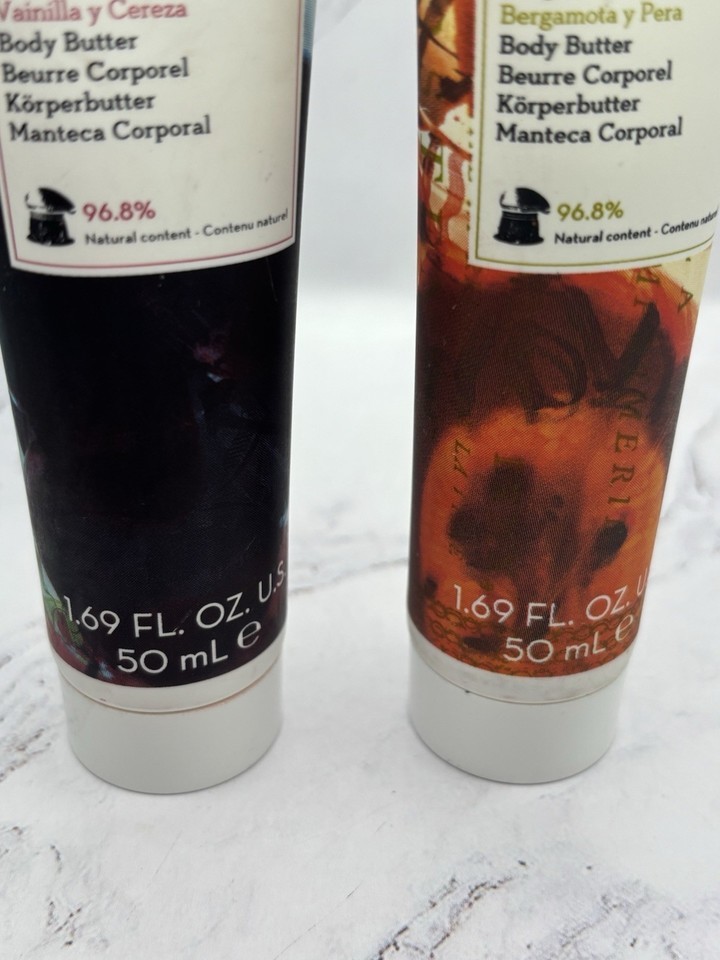 Vainilla y Cereza
Body Butter
Beurre Corporel
Körperbutter
Manteca Corporal
96.8%
Natural content - Contenu naturel
1.69 FL. OZ. U.S.
50 mL ℮
Bergamota y Pera
Body Butter
Beurre Corporel
Körperbutter
Manteca Corporal
96.8%
Natural content - Contenu naturel
1.69 FL. OZ. U
50 mL ℮